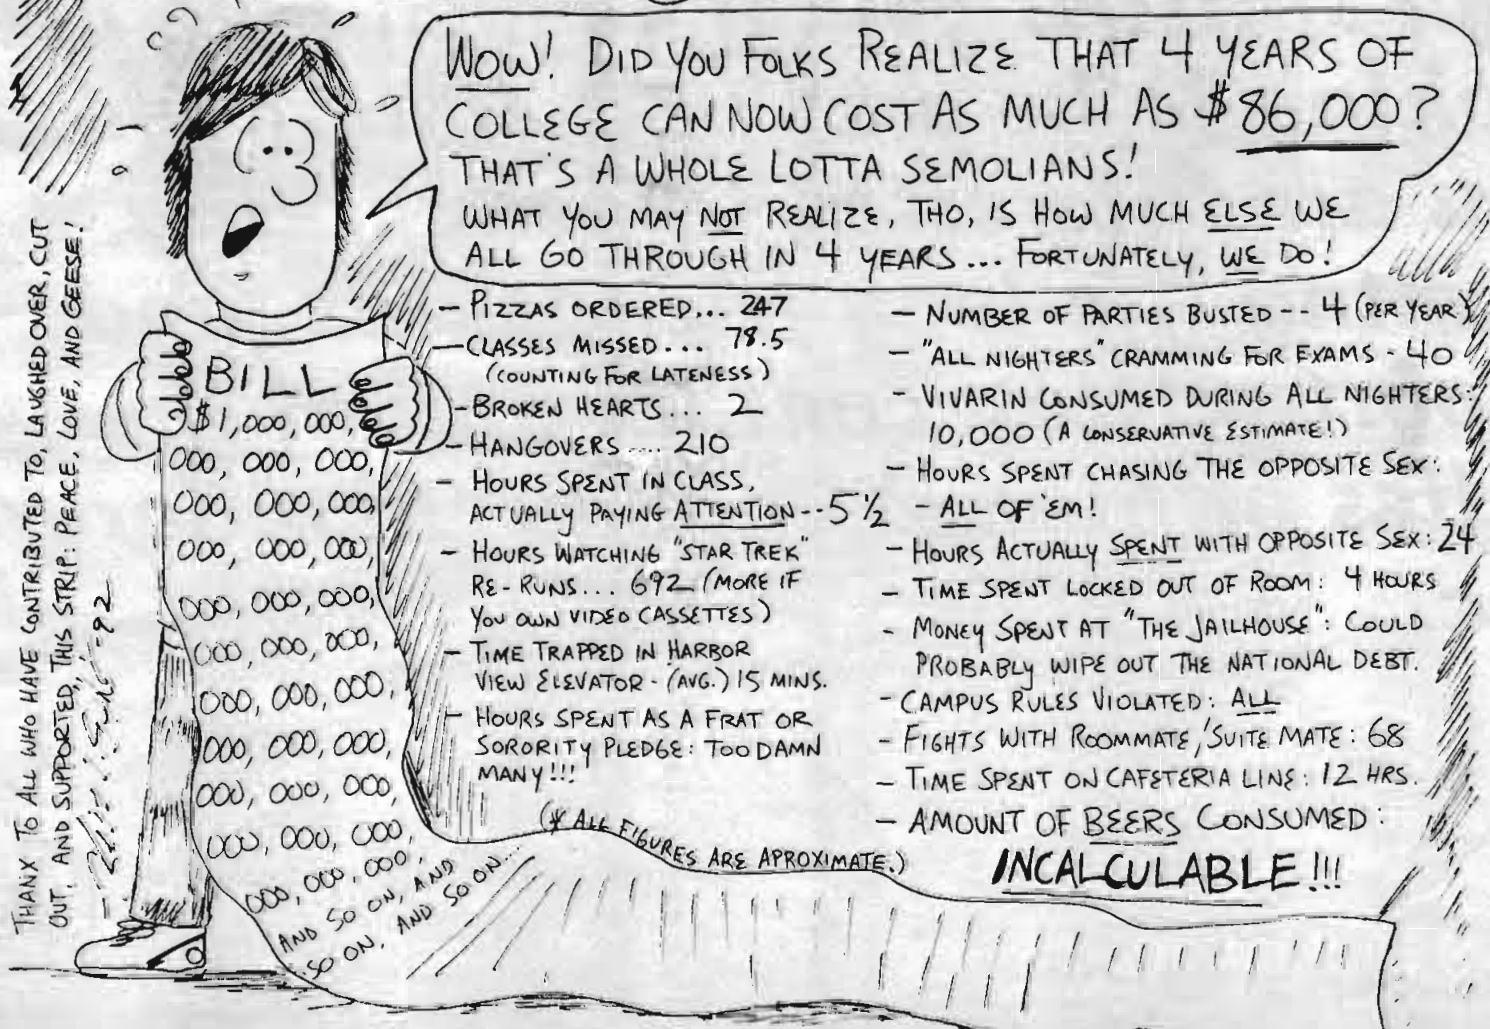 WOW! DID YOU FOLKS REALIZE THAT 4 YEARS OF
COLLEGE CAN NOW COST AS MUCH AS $86,000?
THAT'S A WHOLE LOTTA SEMOLIANS!
WHAT YOU MAY NOT REALIZE, THO, IS HOW MUCH ELSE WE
ALL GO THROUGH IN 4 YEARS... FORTUNATELY, WE DO!
BILL
$1,000,000,
000, 000, 000,
000, 000, 000,
000, 000, 000,
000, 000, 000,
000, 000, 000,
000, 000, 000,
000, 000, 000,
000, 000, 000,
000, 000, 000,
000, 000, 000,
AND SO ON, AND
SO ON, AND SO ON...
- PIZZAS ORDERED... 247
- CLASSES MISSED... 78.5
(COUNTING FOR LATENESS)
- BROKEN HEARTS... 2
- HANGOVERS .... 210
- HOURS SPENT IN CLASS,
ACTUALLY PAYING ATTENTION -- 5 1/2
- HOURS WATCHING "STAR TREK"
RE-RUNS... 692 (MORE IF
YOU OWN VIDEO CASSETTES)
- TIME TRAPPED IN HARBOR
VIEW ELEVATOR - (AVG.) 15 MINS.
- HOURS SPENT AS A FRAT OR
SORORITY PLEDGE: TOO DAMN
MANY!!!
(* ALL FIGURES ARE APROXIMATE.)
- NUMBER OF PARTIES BUSTED -- 4 (PER YEAR)
- "ALL NIGHTERS" CRAMMING FOR EXAMS - 40
- VIVARIN CONSUMED DURING ALL NIGHTERS:
10,000 (A CONSERVATIVE ESTIMATE!)
- HOURS SPENT CHASING THE OPPOSITE SEX:
- ALL OF 'EM!
- HOURS ACTUALLY SPENT WITH OPPOSITE SEX: 24
- TIME SPENT LOCKED OUT OF ROOM: 4 HOURS
- MONEY SPENT AT "THE JAILHOUSE": COULD
PROBABLY WIPE OUT THE NATIONAL DEBT.
- CAMPUS RULES VIOLATED: ALL
- FIGHTS WITH ROOMMATE/SUITE MATE: 68
- TIME SPENT ON CAFETERIA LINE: 12 HRS.
- AMOUNT OF BEERS CONSUMED:
INCALCULABLE!!!
THANX TO ALL WHO HAVE CONTRIBUTED TO, LAUGHED OVER, CUT
OUT, AND SUPPORTED, THIS STRIP: PEACE, LOVE, AND GEESE!
-92